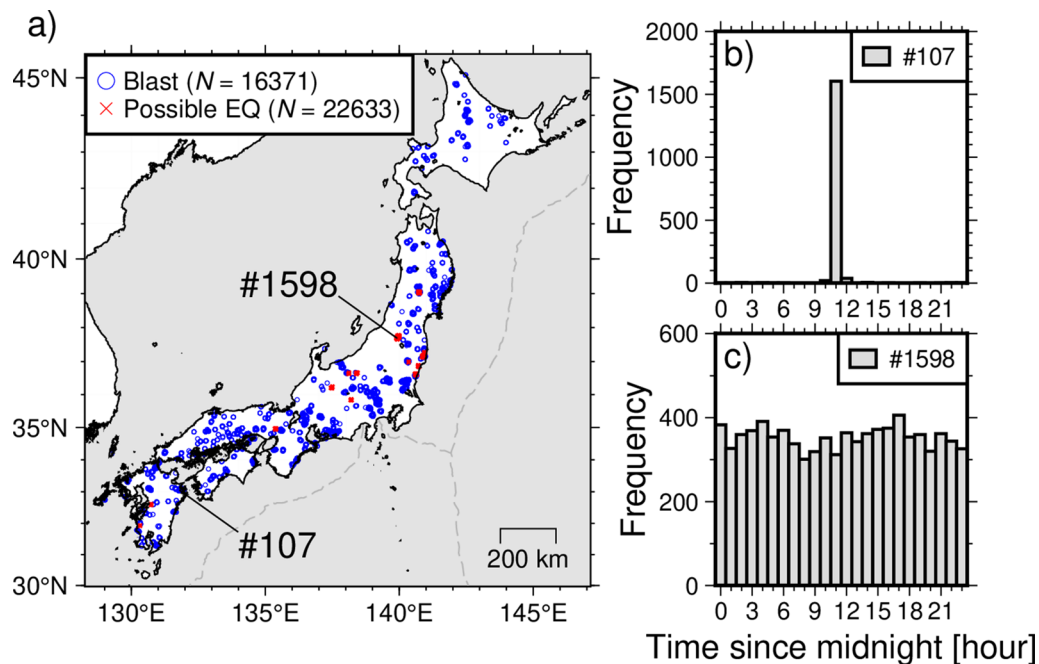 a)
Blast (N = 16371)
Possible EQ (N = 22633)
45°N
40°N
35°N
30°N
130°E 135°E 140°E 145°E
#1598
#107
200 km
b)
#107
Frequency
2000
1500
1000
500
0
0 3 6 9 12 15 18 21
c)
#1598
Frequency
600
400
200
0
0 3 6 9 12 15 18 21
Time since midnight [hour]